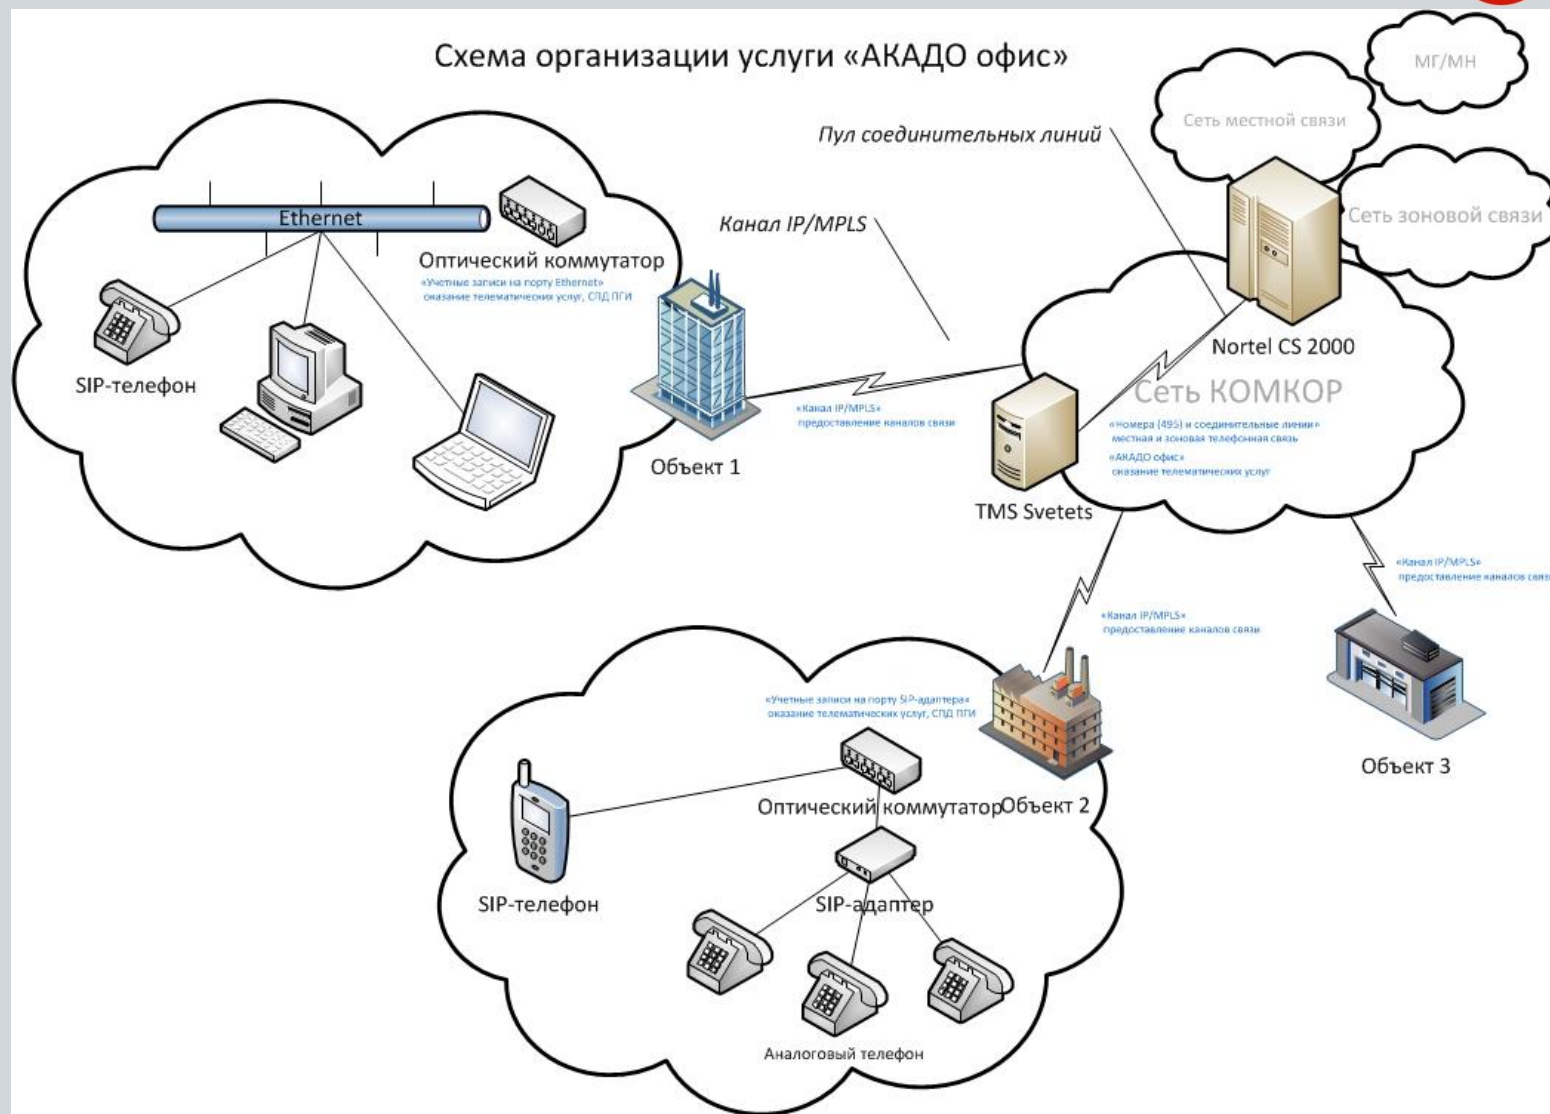 Схема организации услуги «АКАДО офис»
МГ/МН
Сеть местной связи
Пул соединительных линий
Сеть зоновой связи
Канал IP/MPLS
Ethernet
Оптический коммутатор
«Учетные записи на порту Ethernet»
оказание телематических услуг, СПД ПГИ
SIP-телефон
Объект 1
«Канал IP/MPLS»
предоставление каналов связи
Nortel CS 2000
Сеть КОМКОР
«Номера (495) и соединительные линии»
местная и зоновая телефонная связь
«АКАДО офис»
оказание телематических услуг
TMS Svetets
«Канал IP/MPLS»
предоставление каналов связи
«Канал IP/MPLS»
предоставление каналов связи
Объект 3
«Учетные записи на порту SIP-адаптера»
оказание телематических услуг, СПД ПГИ
Оптический коммутатор
Объект 2
SIP-телефон
SIP-адаптер
Аналоговый телефон